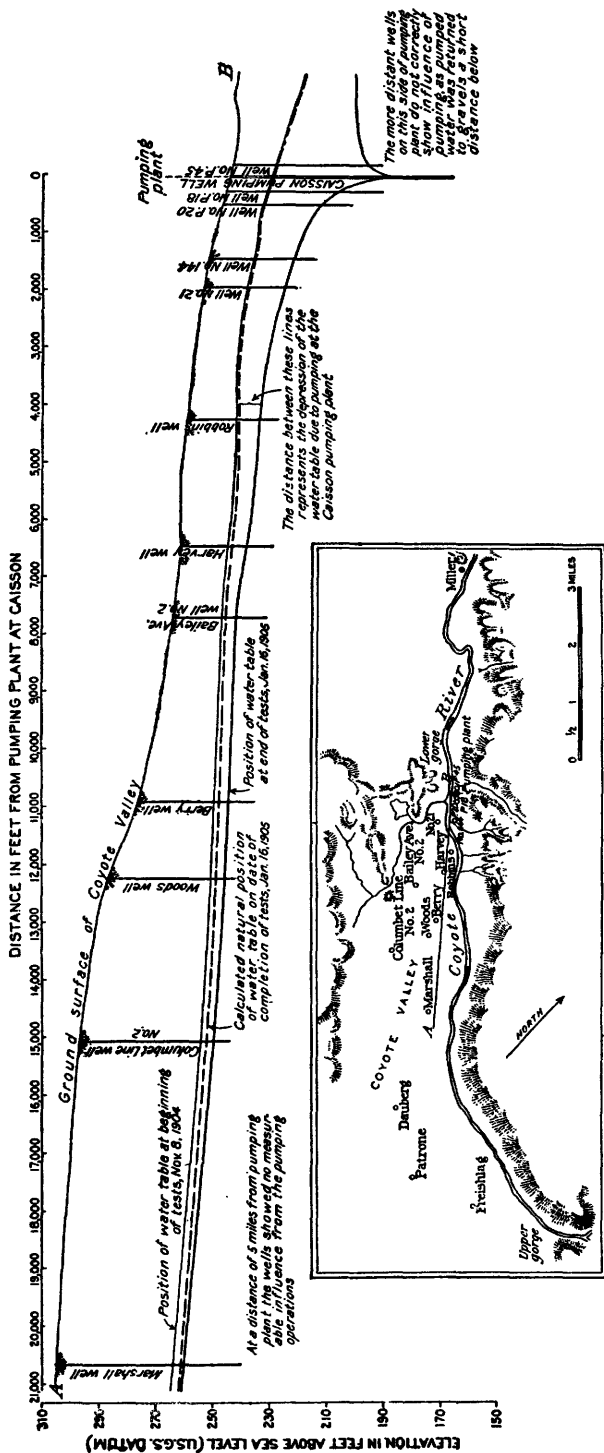 DISTANCE IN FEET FROM PUMPING PLANT AT CAISSON
21,000 20,000 19,000 18,000 17,000 16,000 15,000 14,000 13,000 12,000 11,000 10,000 9,000 8,000 7,000 6,000 5,000 4,000 3,000 2,000 1,000 0
Pumping
plant
ELEVATION IN FEET ABOVE SEA LEVEL (U.S.G.S. DATUM)
310
290
270
250
230
210
190
170
150
A
B
Ground surface of Coyote Valley
Marshall well
Columbet Line well
No.2
Woods well
Berry well
Bailey Ave.
well No.2
Harvey well
Robbins well
Well No.21
Well No.144
Well No.P.20
Well No.P.18
CAISSON PUMPING WELL
Well No.P.45
Position of water table at beginning
of tests, Nov. 8, 1904
Calculated natural position
of water table on date of
completion of tests, Jan.16,1905
Position of water table
at end of tests, Jan.16,1905
At a distance of 5 miles from pumping
plant the wells showed no measur-
able influence from the pumping
operations
The distance between these lines
represents the depression of the
water table due to pumping at the
Caisson pumping plant
The more distant wells
on this side of pumping
plant do not correctly
show influence of
pumping, as pumped
water was returned
to gravels a short
distance below
COYOTE VALLEY
Dauberg
Patrone
Freishlag
Upper
gorge
A
Marshall
Columbet Line
No. 2
Woods
Berry
Bailey Ave.
No. 2
Harvey
Robbins
No.21
Lower
gorge
B
pumping plant
Coyote River
Miller
NORTH
0 ½ 1 2 3 MILES